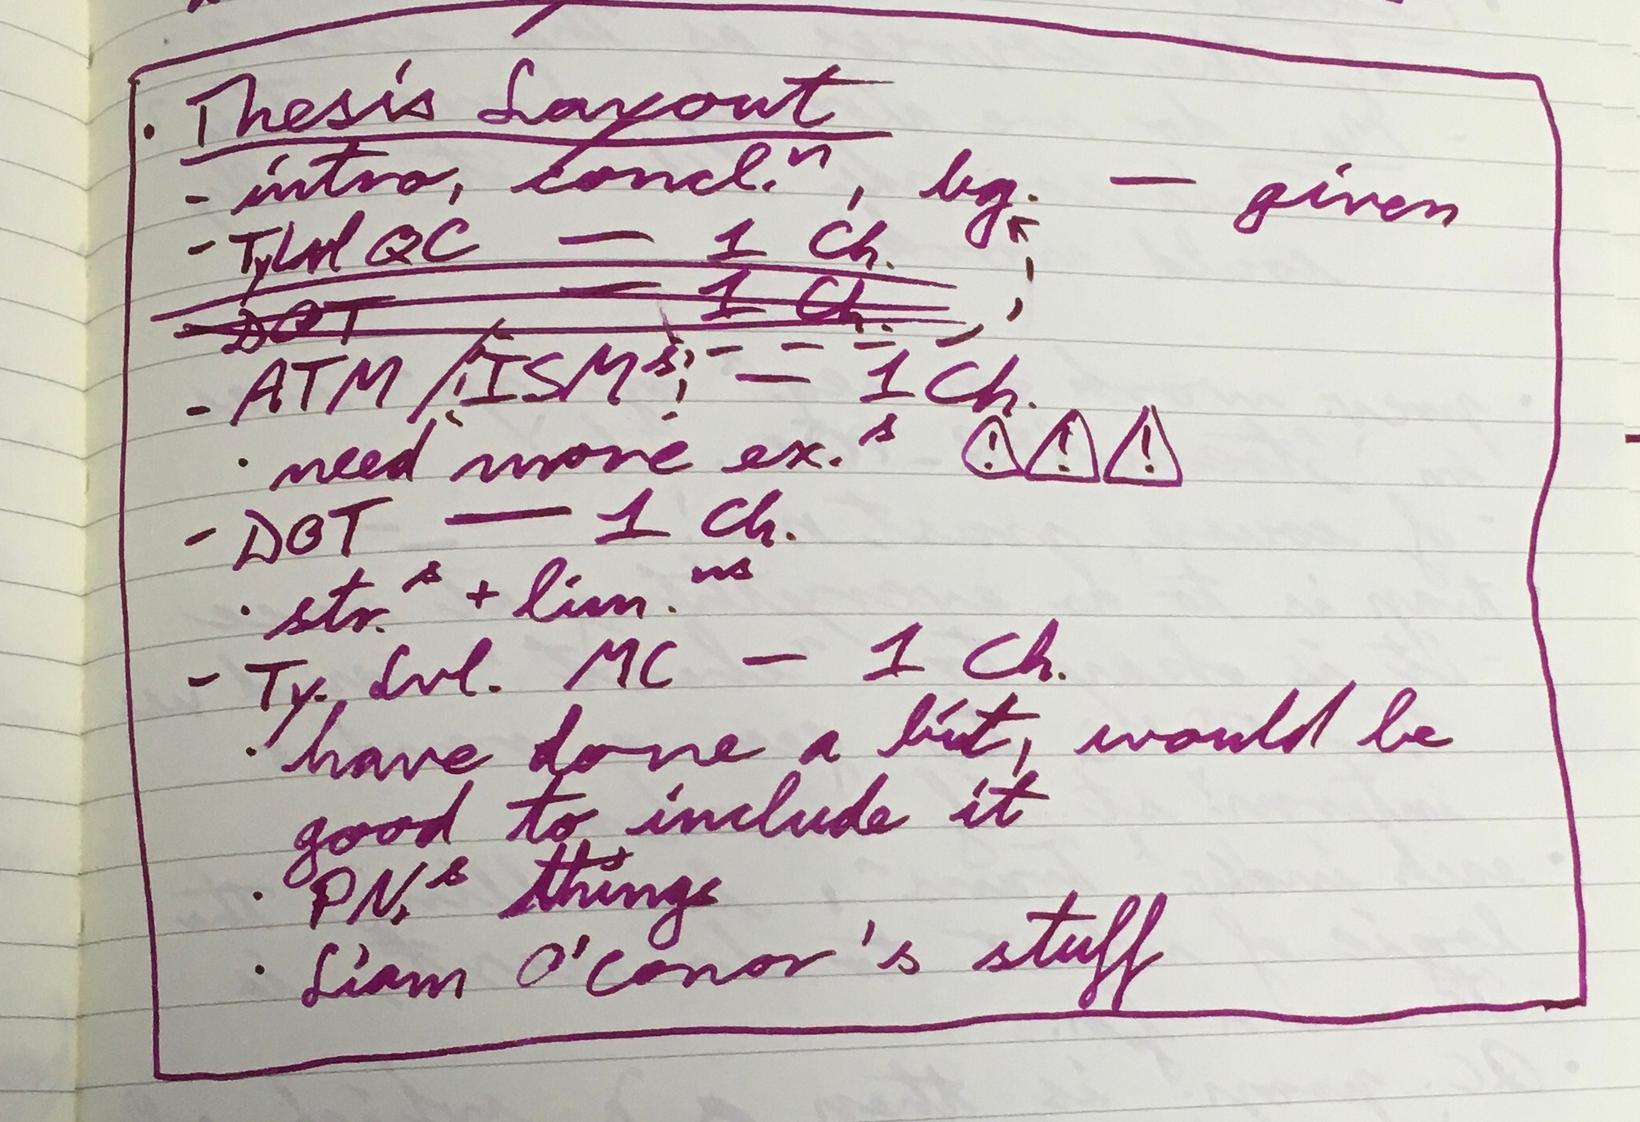 · Thesis Layout
- intro, concl.ⁿ, bg. — given
- TyLvl QC — 1 Ch.
- DOT — 1 Ch.
- ATM / ISMˢ — 1 Ch.
· need more ex.ˢ ⚠⚠⚠
- DOT — 1 Ch.
· str.ˢ + lim.ⁿˢ
- Ty. Lvl. MC — 1 Ch.
· have done a bit, would be
good to include it
· PN.ˢ things
· Liam O'Conor's stuff